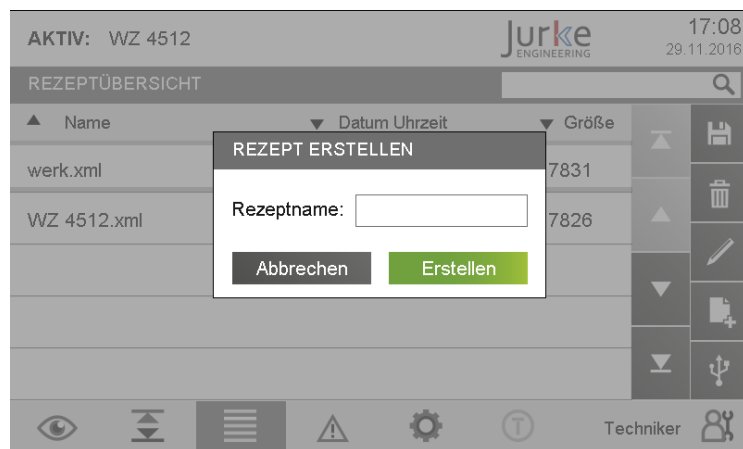 AKTIV: WZ 4512
Jurke
ENGINEERING
17:08
29.11.2016
REZEPTÜBERSICHT
Name
Datum Uhrzeit
Größe
REZEPT ERSTELLEN
werk.xml
7831
Rezeptname:
WZ 4512.xml
7826
Abbrechen
Erstellen
T
Techniker